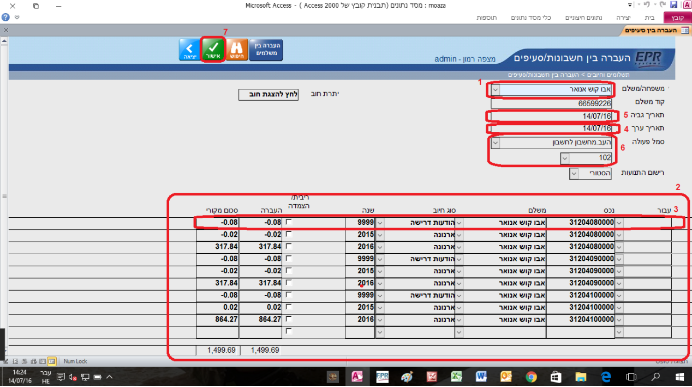 moaza : מסד נתונים (תבנית קובץ של Access 2000 ) - Microsoft Access
קובץ בית יצירה נתונים חיצוניים כלי מסד נתונים תוספות
העברה בין סעיפים
7
יציאה אישור חיפוש העברה בין משלמים
EPR העברה בין חשבונות/סעיפים מצפה רמון - admin
תשלומים וחיובים > העברה בין חשבונות/סעיפים
משפחה/משלם אבו קוש אנואר 1
יתרת חוב לחץ להצגת חוב
קוד משלם 66599226
תאריך גביה 14/07/16 5
תאריך ערך 14/07/16 4
סמל פעולה העב.מחשבון לחשבון 6
102
רישום התנועות הסטורי
2
עבור נכס משלם סוג חיוב שנה ריבית/הצמדה העברה סכום מקורי
3
31204080000 אבו קוש אנואר הודעות דרישה 9999 -0.08 -0.08
31204080000 אבו קוש אנואר ארנונה 2015 -0.02 -0.02
31204080000 אבו קוש אנואר ארנונה 2016 317.84 317.84
31204090000 אבו קוש אנואר הודעות דרישה 9999 -0.08 -0.08
31204090000 אבו קוש אנואר ארנונה 2015 -0.02 -0.02
31204090000 אבו קוש אנואר ארנונה 2016 317.84 317.84
31204100000 אבו קוש אנואר הודעות דרישה 9999 -0.08 -0.08
31204100000 אבו קוש אנואר ארנונה 2015 0.02 0.02
31204100000 אבו קוש אנואר ארנונה 2016 864.27 864.27
1,499.69 1,499.69
Num Lock
14:24
14/07/16
עבר
HE